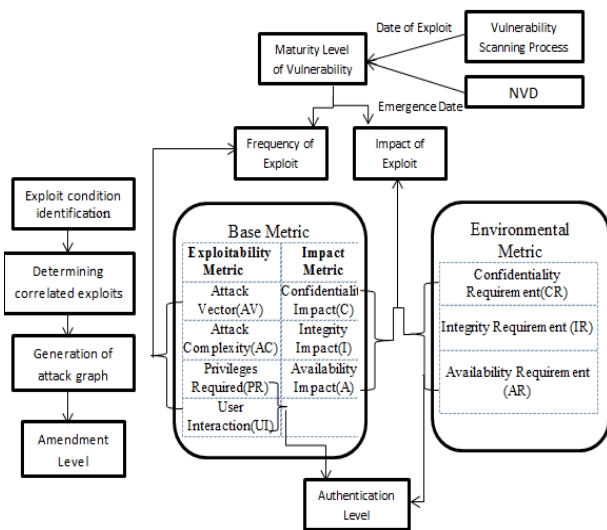 Date of Exploit
Vulnerability
Scanning Process
Maturity Level
of Vulnerability
NVD
Emergence Date
Frequency of
Exploit
Impact of
Exploit
Exploit condition
identification
Determining
correlated exploits
Generation of
attack graph
Amendment
Level
Base Metric
Exploitability
Metric
Impact
Metric
Attack
Vector(AV)
Confidentiali
Impact(C)
Attack
Complexity(AC)
Integrity
Impact(I)
Privileges
Required(PR)
Availability
Impact(A)
User
Interaction(UI)
Environmental
Metric
Confidentiality
Requirement(CR)
Integrity Requirement (IR)
Availability Requirement
(AR)
Authentication
Level